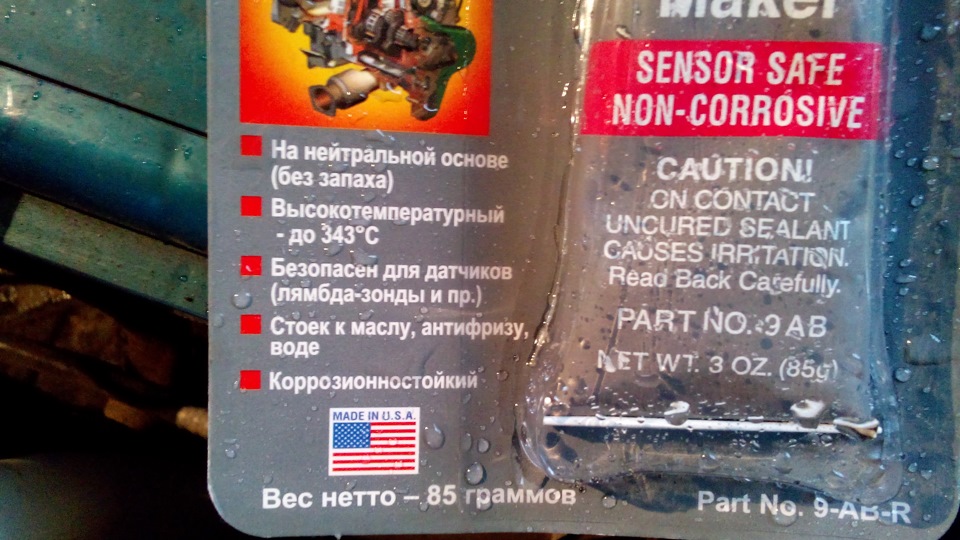 На нейтральной основе
(без запаха)
Высокотемпературный
- до 343°C
Безопасен для датчиков
(лямбда-зонды и пр.)
Стоек к маслу, антифризу,
воде
Коррозионностойкий
MADE IN U.S.A.
Вес нетто – 85 граммов
Maker
SENSOR SAFE
NON-CORROSIVE
CAUTION!
ON CONTACT
UNCURED SEALANT
CAUSES IRRITATION.
Read Back Carefully.
PART NO. 9 AB
NET WT. 3 OZ. (85g)
Part No. 9-AB-R